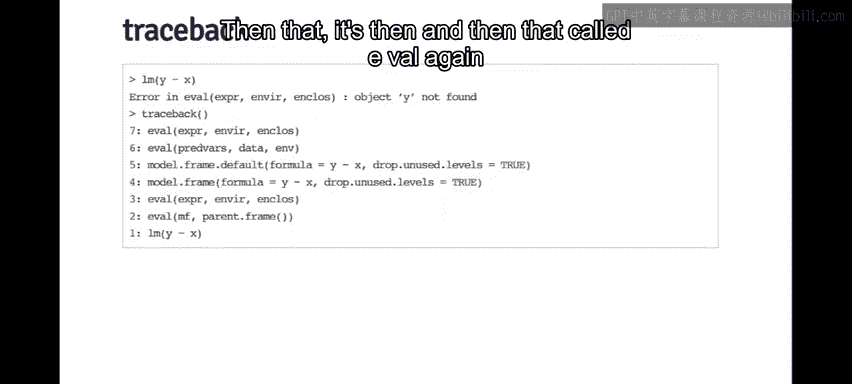 traceback
Then that, it's then and then that called
e val again
> lm(y - x)
Error in eval(expr, envir, enclos) : object 'y' not found
> traceback()
7: eval(expr, envir, enclos)
6: eval(predvars, data, env)
5: model.frame.default(formula = y - x, drop.unused.levels = TRUE)
4: model.frame(formula = y - x, drop.unused.levels = TRUE)
3: eval(expr, envir, enclos)
2: eval(mf, parent.frame())
1: lm(y - x)